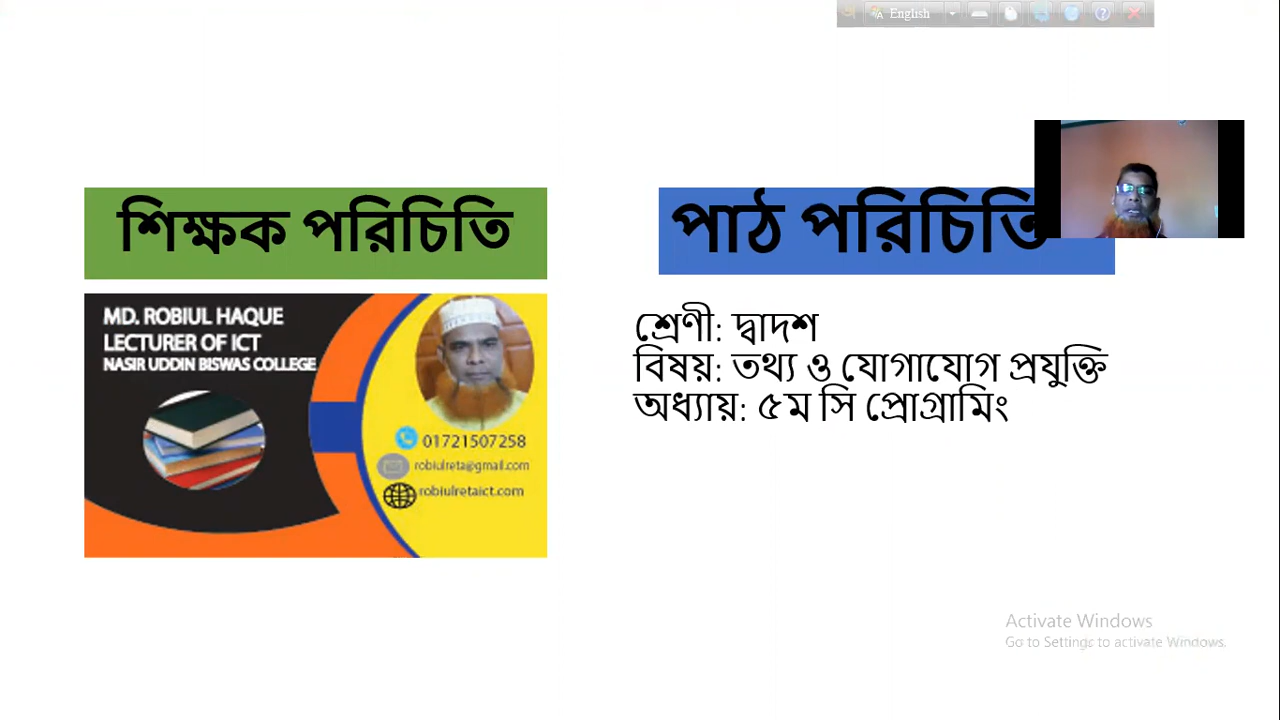 English
শিক্ষক পরিচিতি
MD. ROBIUL HAQUE
LECTURER OF ICT
NASIR UDDIN BISWAS COLLEGE
01721507258
robiulreta@gmail.com
robiulretaict.com
পাঠ পরিচিতি
শ্রেণী: দ্বাদশ
বিষয়: তথ্য ও যোগাযোগ প্রযুক্তি
অধ্যায়: ৫ম সি প্রোগ্রামিং
Activate Windows
Go to Settings to activate Windows.